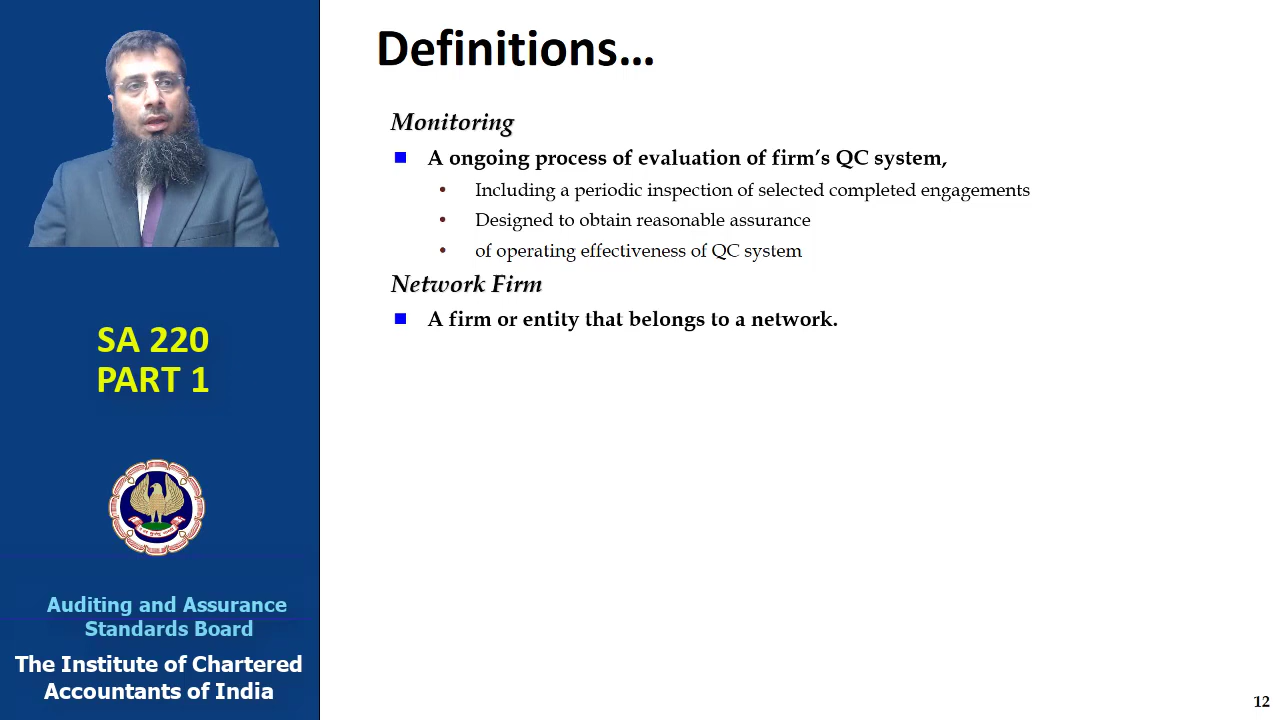 Definitions...
Monitoring
A ongoing process of evaluation of firm's QC system,
Including a periodic inspection of selected completed engagements
Designed to obtain reasonable assurance
of operating effectiveness of QC system
Network Firm
A firm or entity that belongs to a network.
SA 220
PART 1
Auditing and Assurance
Standards Board
The Institute of Chartered
Accountants of India
12